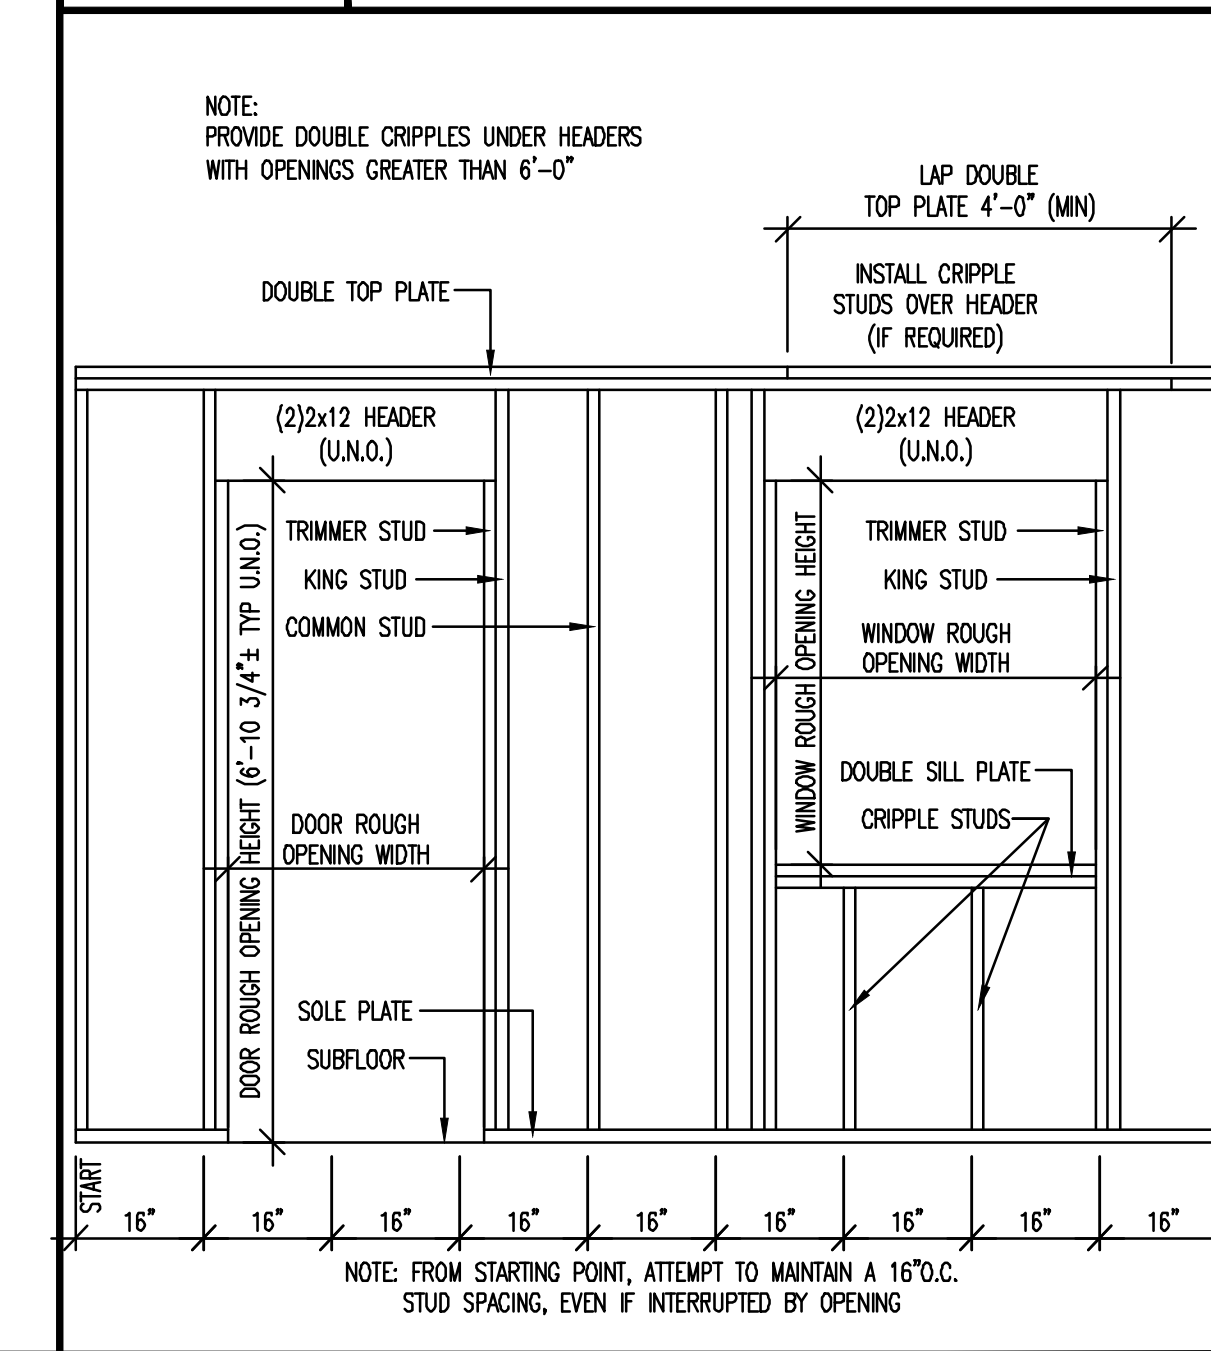 NOTE:
PROVIDE DOUBLE CRIPPLES UNDER HEADERS
WITH OPENINGS GREATER THAN 6'-0"
LAP DOUBLE
TOP PLATE 4'-0" (MIN)
INSTALL CRIPPLE
STUDS OVER HEADER
(IF REQUIRED)
DOUBLE TOP PLATE
(2)2x12 HEADER
(U.N.O.)
(2)2x12 HEADER
(U.N.O.)
TRIMMER STUD
KING STUD
COMMON STUD
DOOR ROUGH OPENING HEIGHT (6'-10 3/4"± TYP U.N.O.)
DOOR ROUGH
OPENING WIDTH
SOLE PLATE
SUBFLOOR
WINDOW ROUGH OPENING HEIGHT
TRIMMER STUD
KING STUD
WINDOW ROUGH
OPENING WIDTH
DOUBLE SILL PLATE
CRIPPLE STUDS
START
16" 16" 16" 16" 16" 16" 16" 16" 16"
NOTE: FROM STARTING POINT, ATTEMPT TO MAINTAIN A 16"O.C.
STUD SPACING, EVEN IF INTERRUPTED BY OPENING